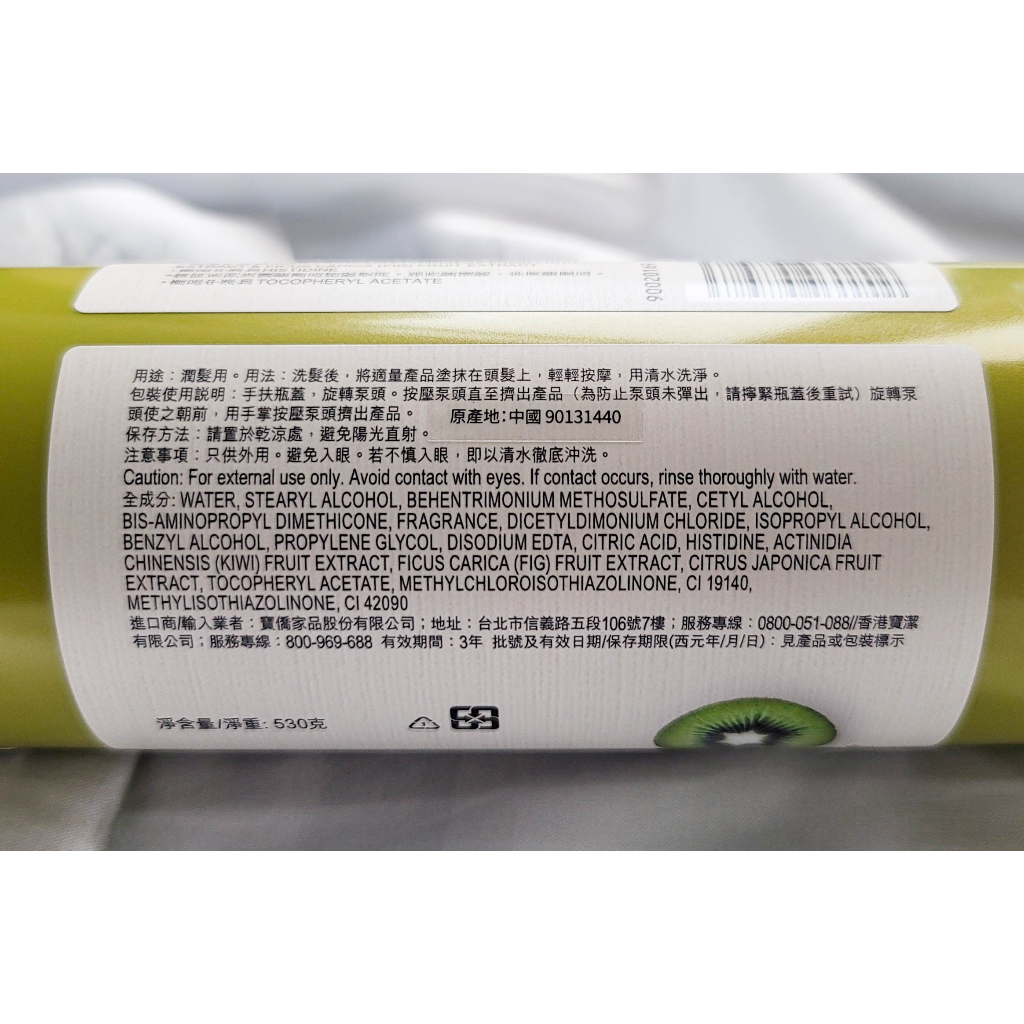 HISTIDINE
TOCOPHERYL ACETATE
用途：潤髮用。用法：洗髮後，將適量產品塗抹在頭髮上，輕輕按摩，用清水洗淨。
包裝使用說明：手扶瓶蓋，旋轉泵頭。按壓泵頭直至擠出產品（為防止泵頭未彈出，請擰緊瓶蓋後重試）旋轉泵
頭使之朝前，用手掌按壓泵頭擠出產品。
原產地:中國 90131440
保存方法：請置於乾涼處，避免陽光直射。
注意事項：只供外用。避免入眼。若不慎入眼，即以清水徹底沖洗。
Caution: For external use only. Avoid contact with eyes. If contact occurs, rinse thoroughly with water.
全成分: WATER, STEARYL ALCOHOL, BEHENTRIMONIUM METHOSULFATE, CETYL ALCOHOL,
BIS-AMINOPROPYL DIMETHICONE, FRAGRANCE, DICETYLDIMONIUM CHLORIDE, ISOPROPYL ALCOHOL,
BENZYL ALCOHOL, PROPYLENE GLYCOL, DISODIUM EDTA, CITRIC ACID, HISTIDINE, ACTINIDIA
CHINENSIS (KIWI) FRUIT EXTRACT, FICUS CARICA (FIG) FRUIT EXTRACT, CITRUS JAPONICA FRUIT
EXTRACT, TOCOPHERYL ACETATE, METHYLCHLOROISOTHIAZOLINONE, CI 19140,
METHYLISOTHIAZOLINONE, CI 42090
進口商/輸入業者：寶僑家品股份有限公司；地址：台北市信義路五段106號7樓；服務專線：0800-051-088//香港寶潔
有限公司；服務專線：800-969-688 有效期間：3年 批號及有效日期/保存期限(西元年/月/日)：見產品或包裝標示
淨含量/淨重: 530克